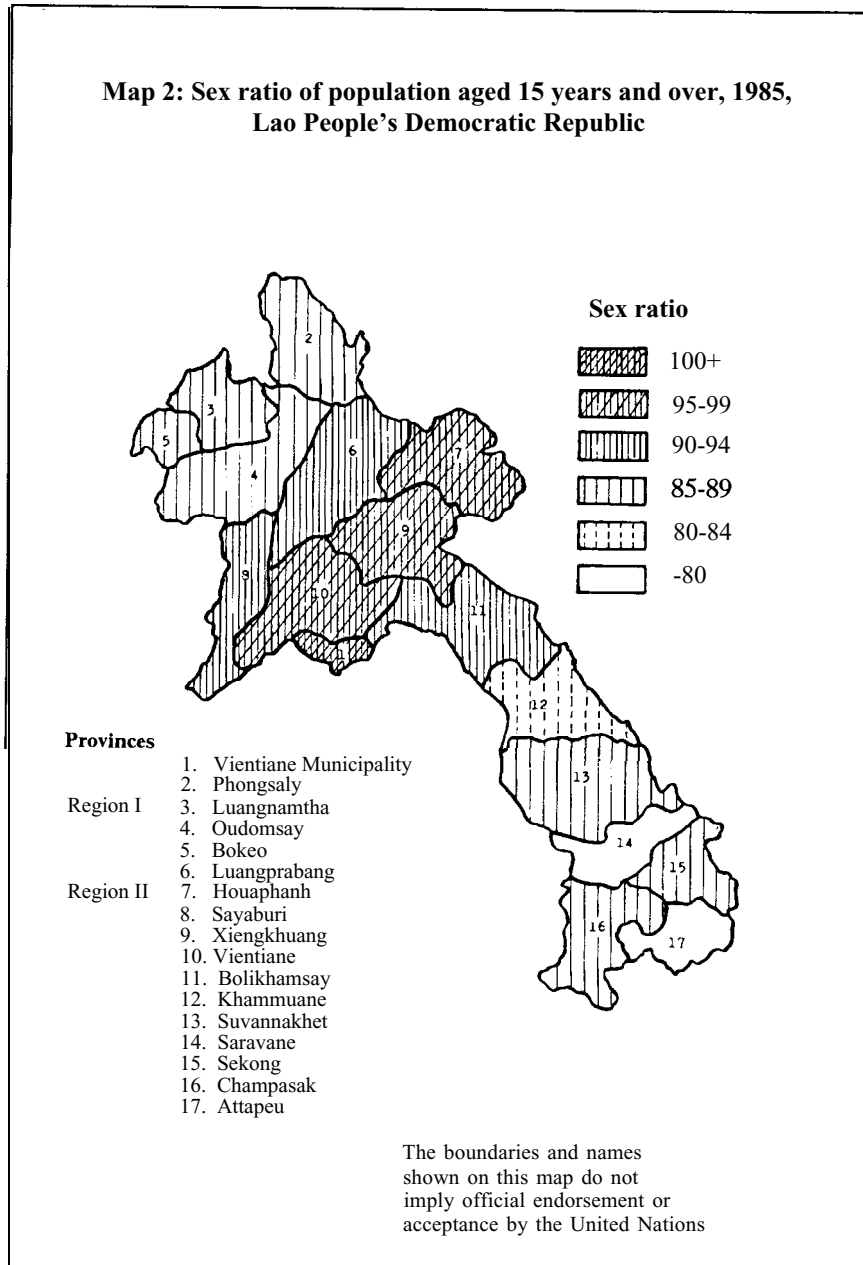 Map 2: Sex ratio of population aged 15 years and over, 1985,
Lao People's Democratic Republic
Sex ratio
100+
95-99
90-94
85-89
80-84
-80
2
3
5
4
6
7
9
8
10
1
11
12
13
14
15
16
17
Provinces
1. Vientiane Municipality
2. Phongsaly
Region I 3. Luangnamtha
4. Oudomsay
5. Bokeo
6. Luangprabang
Region II 7. Houaphanh
8. Sayaburi
9. Xiengkhuang
10. Vientiane
11. Bolikhamsay
12. Khammuane
13. Suvannakhet
14. Saravane
15. Sekong
16. Champasak
17. Attapeu
The boundaries and names
shown on this map do not
imply official endorsement or
acceptance by the United Nations